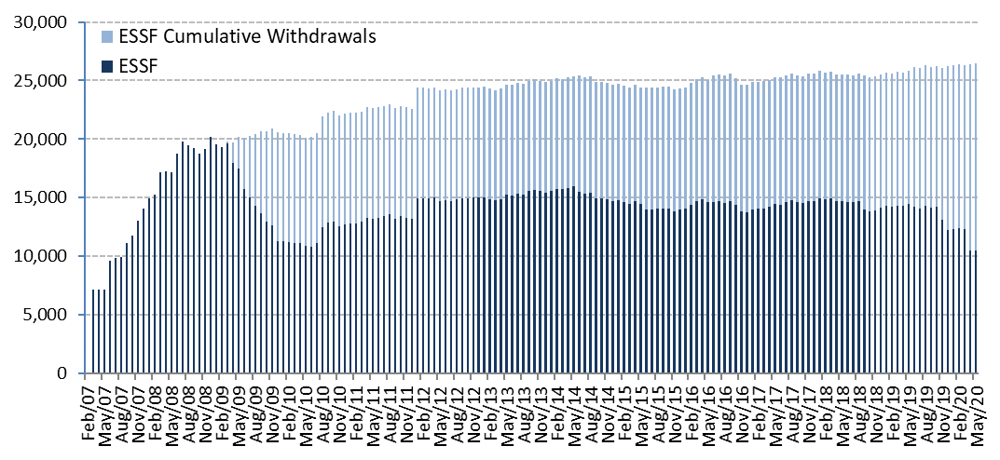 30,000
25,000
20,000
15,000
10,000
5,000
0
ESSF Cumulative Withdrawals
ESSF
Feb/07
May/07
Aug/07
Nov/07
Feb/08
May/08
Aug/08
Nov/08
Feb/09
May/09
Aug/09
Nov/09
Feb/10
May/10
Aug/10
Nov/10
Feb/11
May/11
Aug/11
Nov/11
Feb/12
May/12
Aug/12
Nov/12
Feb/13
May/13
Aug/13
Nov/13
Feb/14
May/14
Aug/14
Nov/14
Feb/15
May/15
Aug/15
Nov/15
Feb/16
May/16
Aug/16
Nov/16
Feb/17
May/17
Aug/17
Nov/17
Feb/18
May/18
Aug/18
Nov/18
Feb/19
May/19
Aug/19
Nov/19
Feb/20
May/20